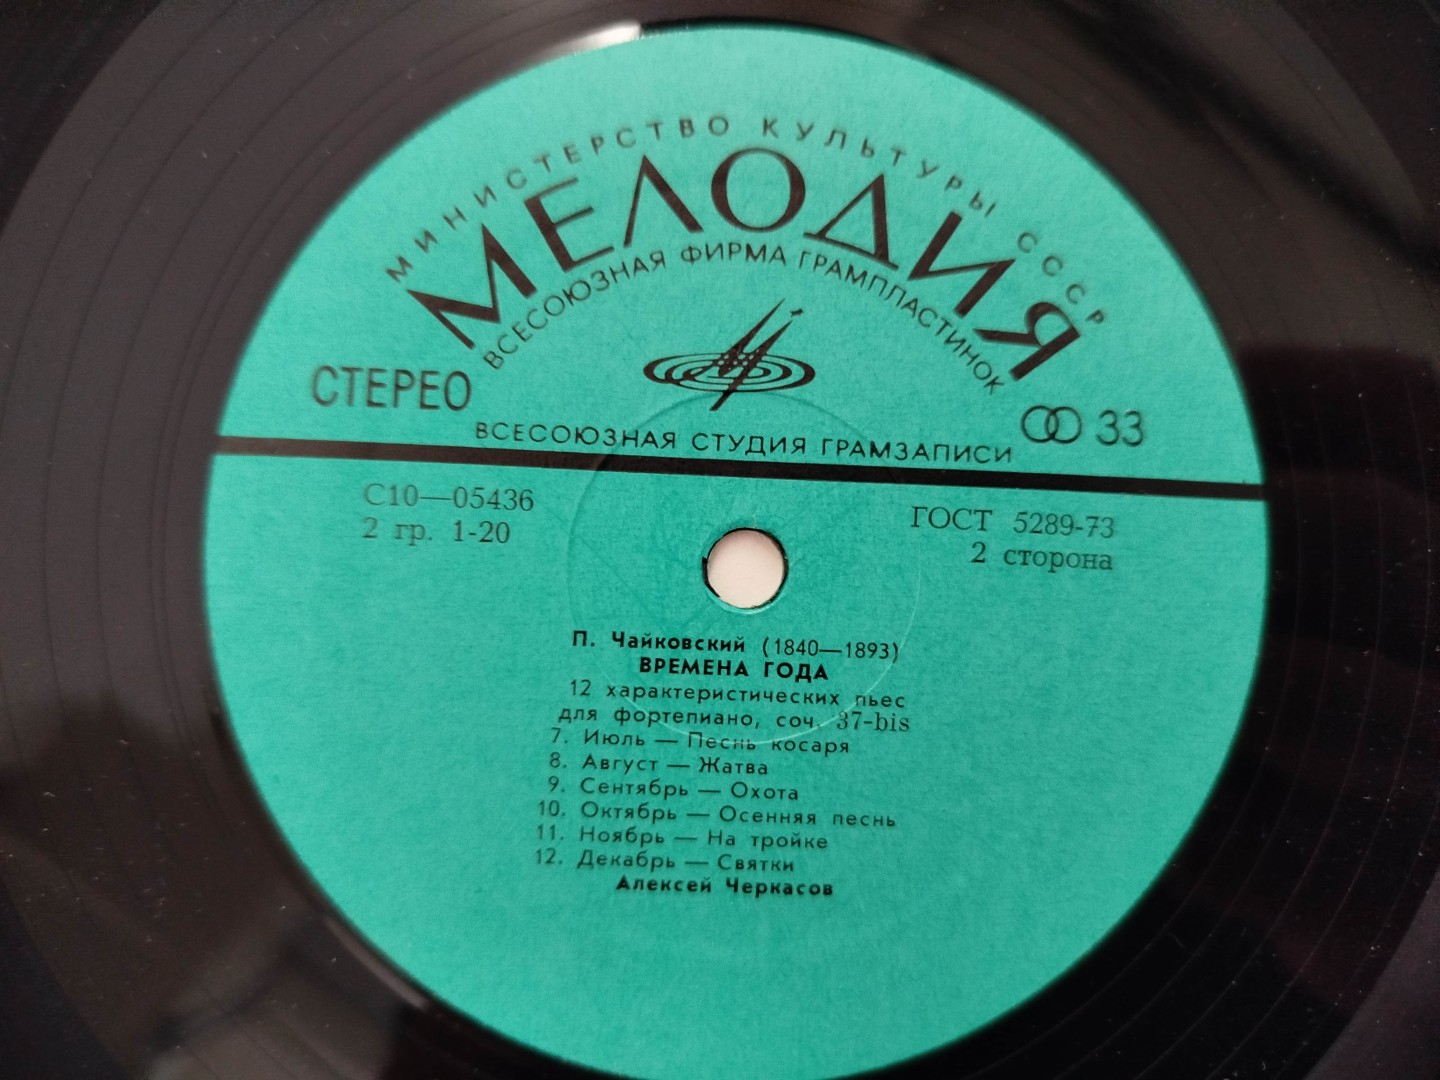 МИНИСТЕРСТВО КУЛЬТУРЫ СССР
МЕЛОДИЯ
ВСЕСОЮЗНАЯ ФИРМА ГРАМПЛАСТИНОК
СТЕРЕО
33
ВСЕСОЮЗНАЯ СТУДИЯ ГРАМЗАПИСИ
С10—05436
2 гр. 1-20
ГОСТ 5289-73
2 сторона
П. Чайковский (1840—1893)
ВРЕМЕНА ГОДА
12 характеристических пьес
для фортепиано, соч. 37-bis
7. Июль — Песнь косаря
8. Август — Жатва
9. Сентябрь — Охота
10. Октябрь — Осенняя песнь
11. Ноябрь — На тройке
12. Декабрь — Святки
Алексей Черкасов